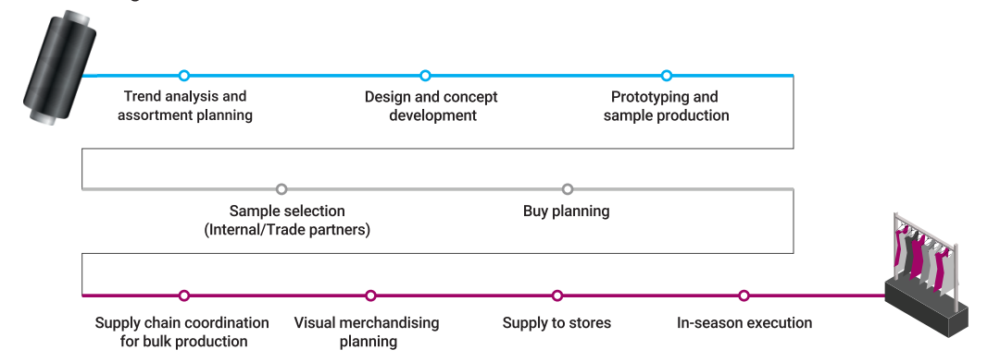 Trend analysis and
assortment planning
Design and concept
development
Prototyping and
sample production
Sample selection
(Internal/Trade partners)
Buy planning
Supply chain coordination
for bulk production
Visual merchandising
planning
Supply to stores
In-season execution